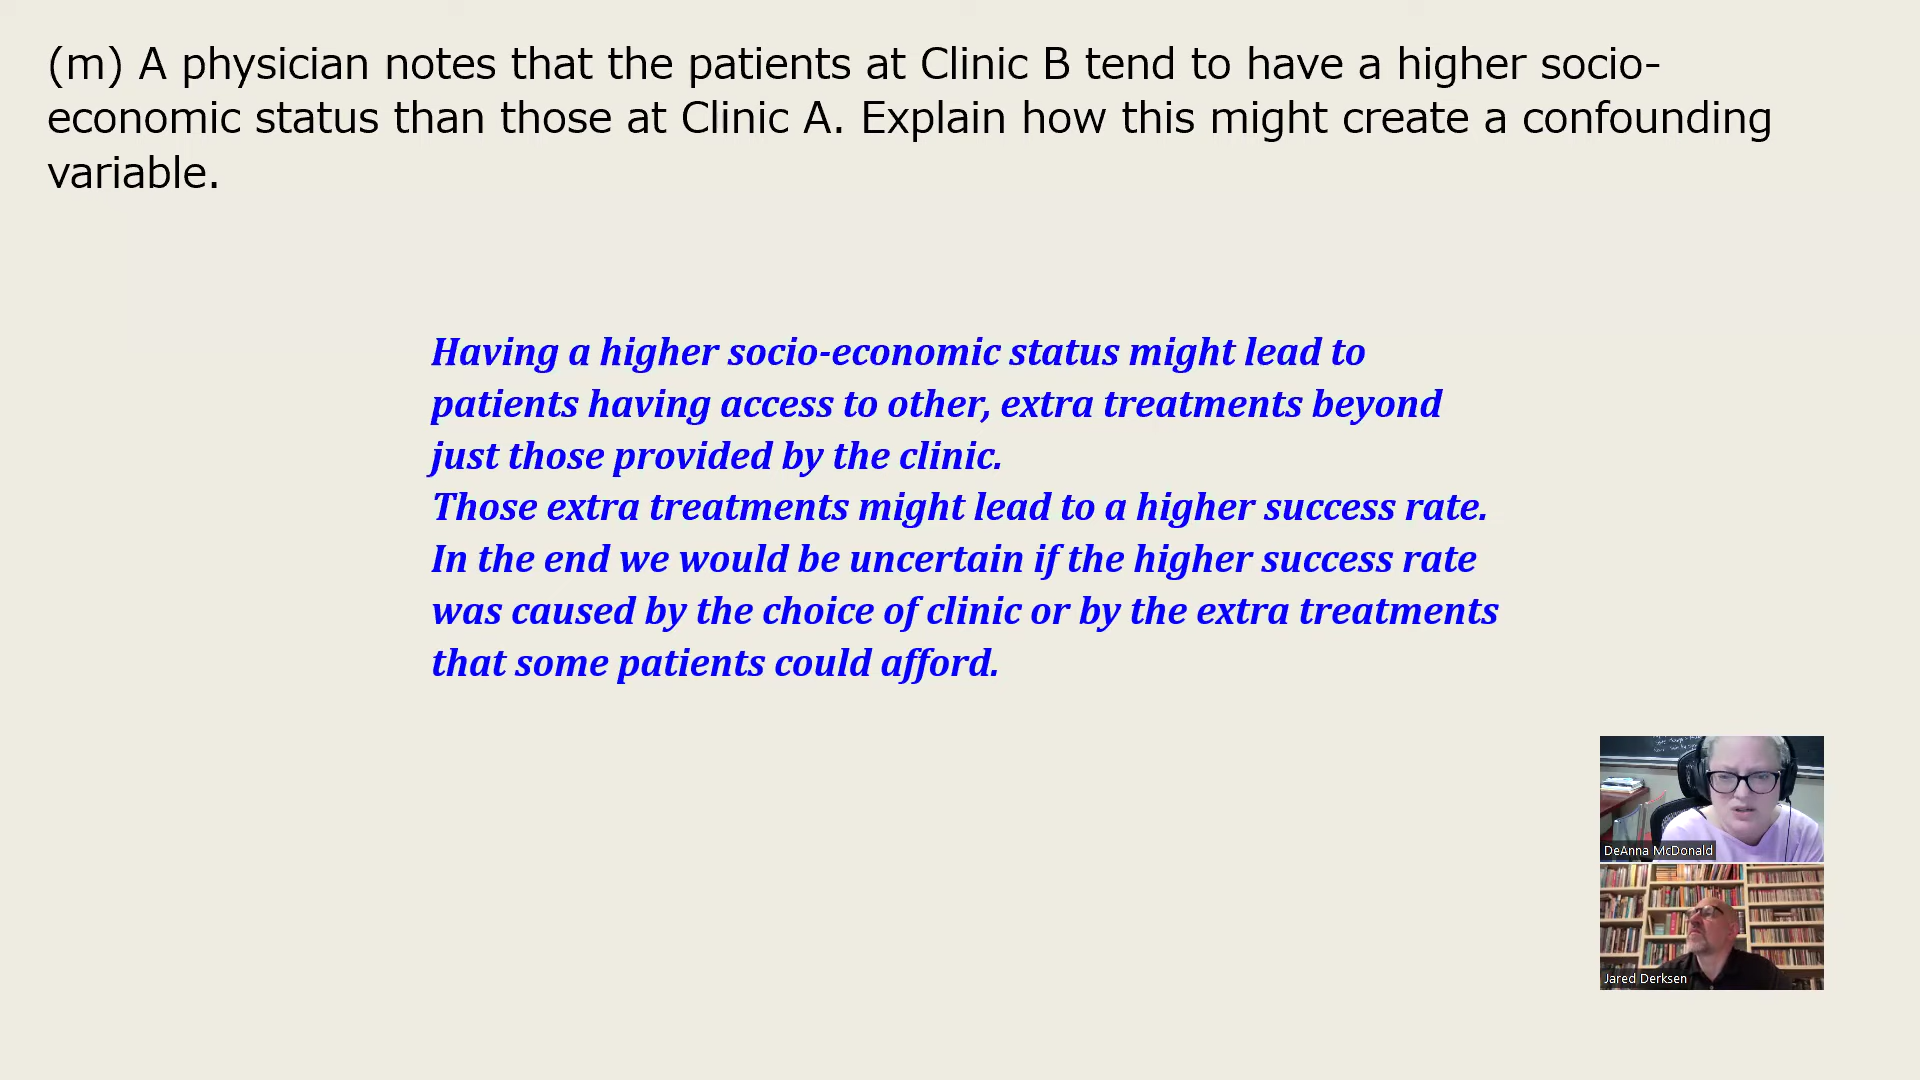 (m) A physician notes that the patients at Clinic B tend to have a higher socio-
economic status than those at Clinic A. Explain how this might create a confounding
variable.
Having a higher socio-economic status might lead to
patients having access to other, extra treatments beyond
just those provided by the clinic.
Those extra treatments might lead to a higher success rate.
In the end we would be uncertain if the higher success rate
was caused by the choice of clinic or by the extra treatments
that some patients could afford.
DeAnna McDonald
Jared Derksen